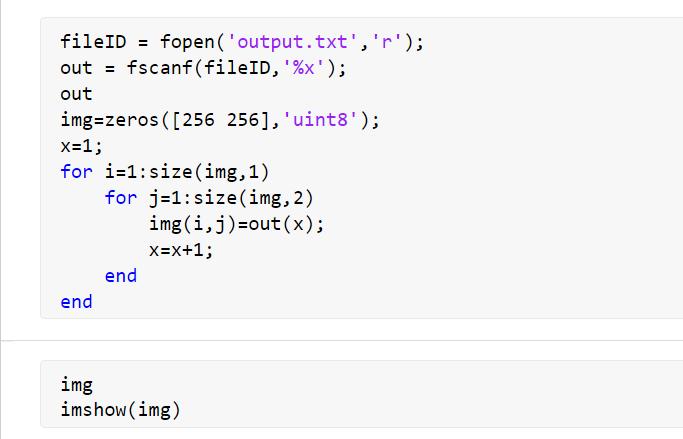 fileID = fopen('output.txt','r');
out = fscanf(fileID,'%x');
out
img=zeros([256 256],'uint8');
x=1;
for i=1:size(img,1)
    for j=1:size(img,2)
        img(i,j)=out(x);
        x=x+1;
    end
end
img
imshow(img)